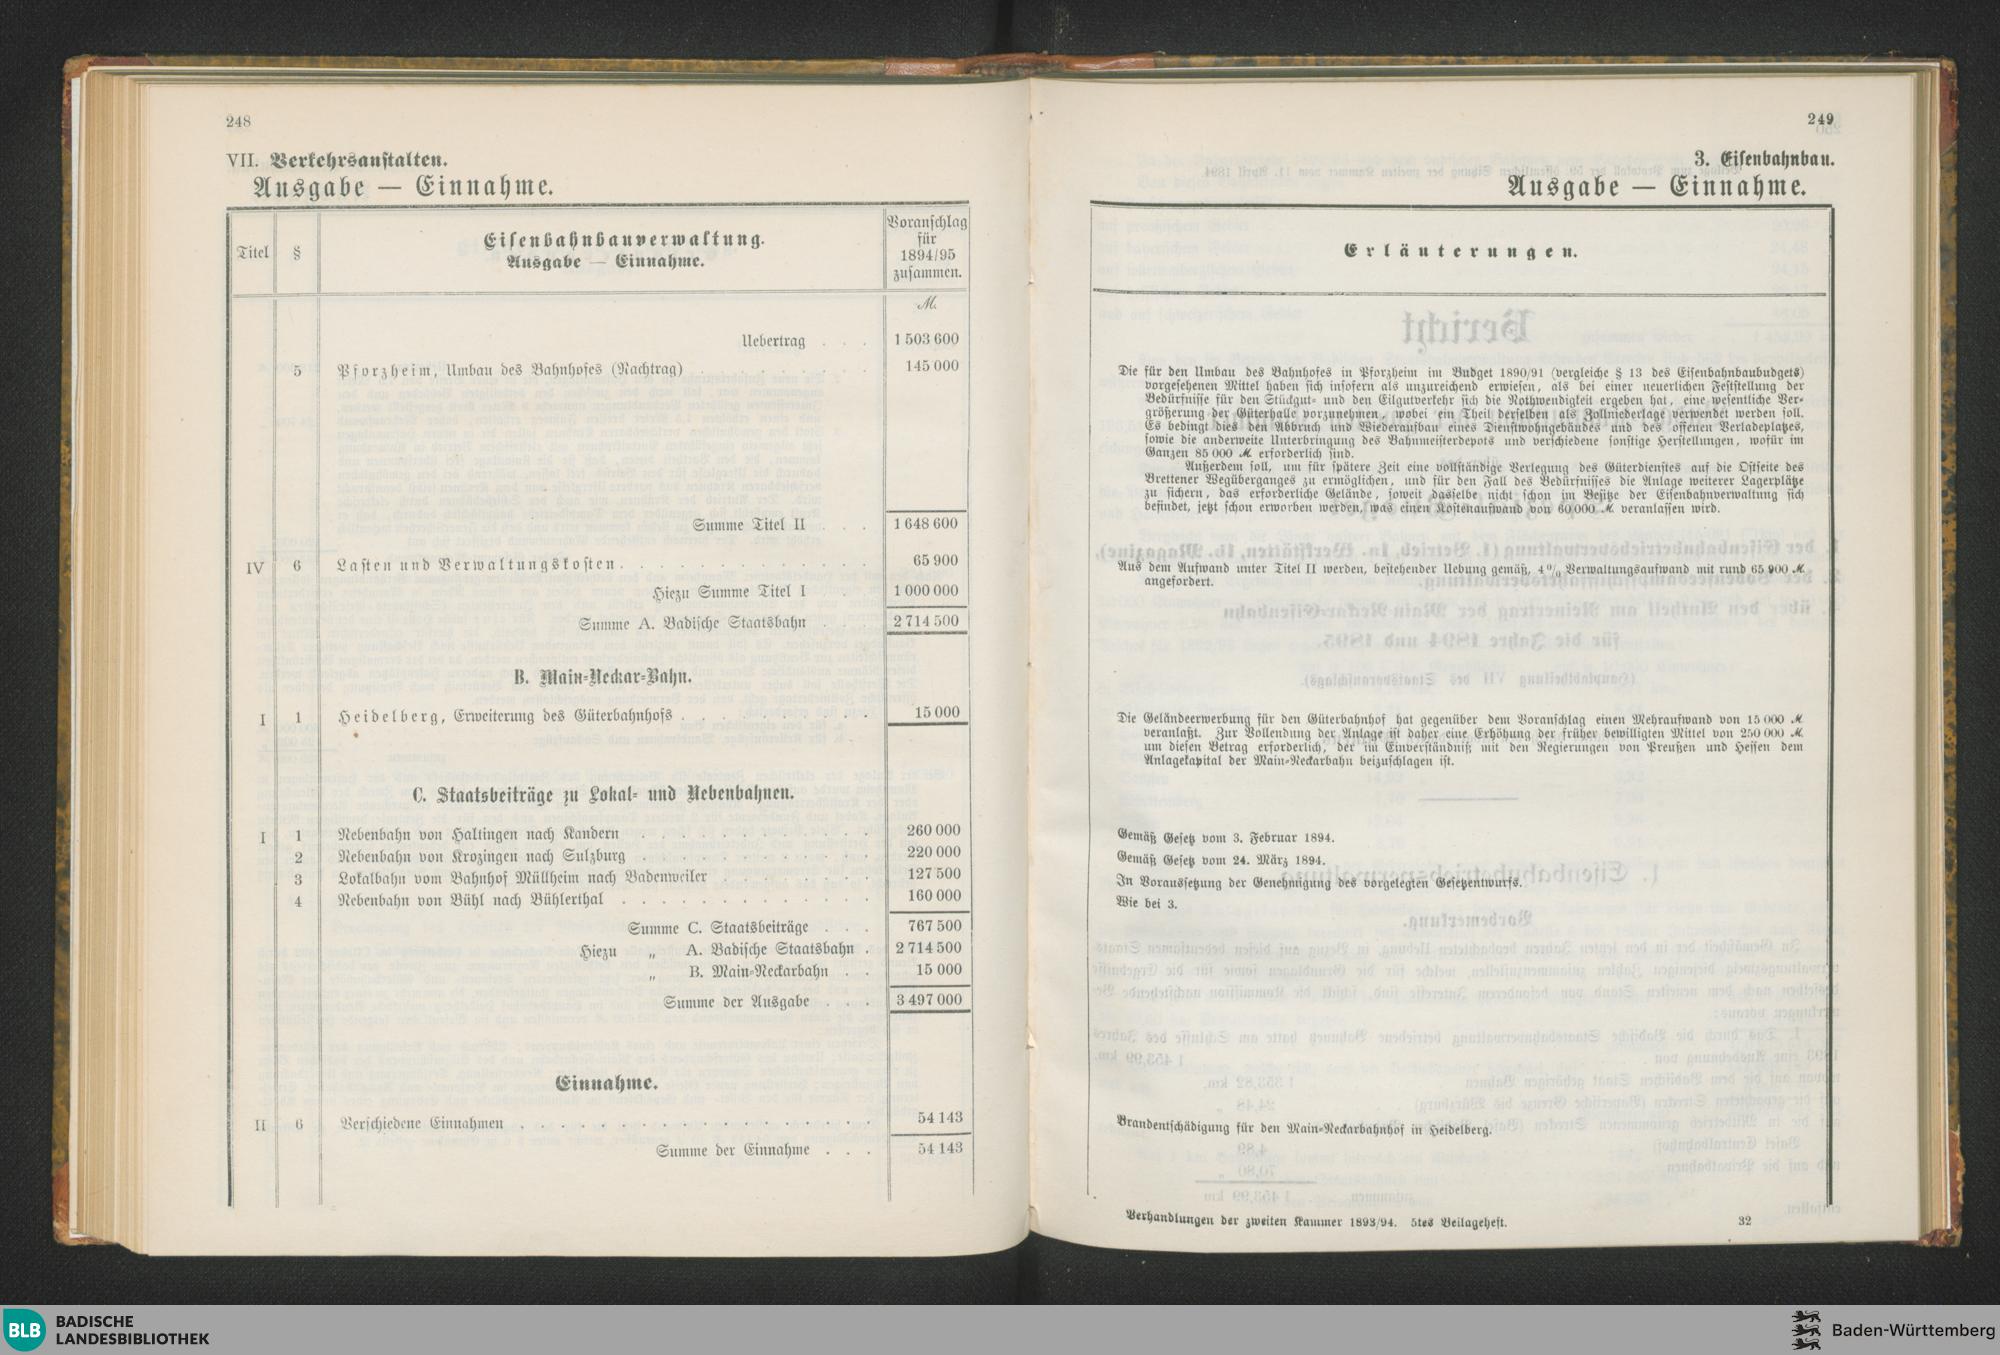 248
VII. Verkehrsanstalten.
Ausgabe — Einnahme.
Titel
§
Eisenbahnbauverwaltung.
Ausgabe — Einnahme.
Voranschlag
für
1894/95
zusammen.
M.
Uebertrag . . . 1 503 600
5 Pforzheim, Umbau des Bahnhofes (Nachtrag) . . . . . . . . 145 000
Summe Titel II . . . 1 648 600
IV 6 Lasten und Verwaltungskosten . . . . . . . . . . . . 65 900
Hiezu Summe Titel I . . . 1 000 000
Summe A. Badische Staatsbahn . . . 2 714 500
B. Main-Neckar-Bahn.
I 1 Heidelberg, Erweiterung des Güterbahnhofs . . . . . . . . . 15 000
C. Staatsbeiträge zu Lokal- und Nebenbahnen.
I 1 Nebenbahn von Haltingen nach Kandern . . . . . . . . . . . 260 000
2 Nebenbahn von Krozingen nach Sulzburg . . . . . . . . . . 220 000
3 Lokalbahn vom Bahnhof Müllheim nach Badenweiler . . . . . . . . 127 500
4 Nebenbahn von Bühl nach Bühlerthal . . . . . . . . . . . . 160 000
Summe C. Staatsbeiträge . . . 767 500
Hiezu „ A. Badische Staatsbahn . 2 714 500
„ B. Main-Neckarbahn . . 15 000
Summe der Ausgabe . . . 3 497 000
Einnahme.
II 6 Verschiedene Einnahmen . . . . . . . . . . . . . . . . 54 143
Summe der Einnahme . . . 54 143
249
3. Eisenbahnbau.
Ausgabe — Einnahme.
Erläuterungen.
Die für den Umbau des Bahnhofes in Pforzheim im Budget 1890/91 (vergleiche § 13 des Eisenbahnbaubudgets)
vorgesehenen Mittel haben sich insofern als unzureichend erwiesen, als bei einer neuerlichen Feststellung der
Bedürfnisse für den Stückgut- und den Eilgutverkehr sich die Nothwendigkeit ergeben hat, eine wesentliche Ver-
größerung der Güterhalle vorzunehmen, wobei ein Theil derselben als Zollniederlage verwendet werden soll.
Es bedingt dies den Abbruch und Wiederaufbau eines Dienstwohngebäudes und des offenen Verladeplatzes,
sowie die anderweite Unterbringung des Bahnmeisterdepots und verschiedene sonstige Herstellungen, wofür im
Ganzen 85 000 M. erforderlich sind.
Außerdem soll, um für spätere Zeit eine vollständige Verlegung des Güterdienstes auf die Ostseite des
Brettener Wegüberganges zu ermöglichen, und für den Fall des Bedürfnisses die Anlage weiterer Lagerplätze
zu sichern, das erforderliche Gelände, soweit dasselbe nicht schon im Besitze der Eisenbahnverwaltung sich
befindet, jetzt schon erworben werden, was einen Kostenaufwand von 60 000 M. veranlassen wird.
Aus dem Aufwand unter Titel II werden, bestehender Uebung gemäß, 4 % Verwaltungsaufwand mit rund 65 900 M.
angefordert.
Die Geländeerwerbung für den Güterbahnhof hat gegenüber dem Voranschlag einen Mehraufwand von 15 000 M.
veranlaßt. Zur Vollendung der Anlage ist daher eine Erhöhung der früher bewilligten Mittel von 250 000 M.
um diesen Betrag erforderlich, der im Einverständniß mit den Regierungen von Preußen und Hessen dem
Anlagekapital der Main-Neckarbahn beizuschlagen ist.
Gemäß Gesetz vom 3. Februar 1894.
Gemäß Gesetz vom 24. März 1894.
In Voraussetzung der Genehmigung des vorgelegten Gesetzentwurfs.
Wie bei 3.
Brandentschädigung für den Main-Neckarbahnhof in Heidelberg.
Verhandlungen der zweiten Kammer 1893/94. 5tes Beilageheft. 32
BLB
BADISCHE
LANDESBIBLIOTHEK
Baden-Württemberg